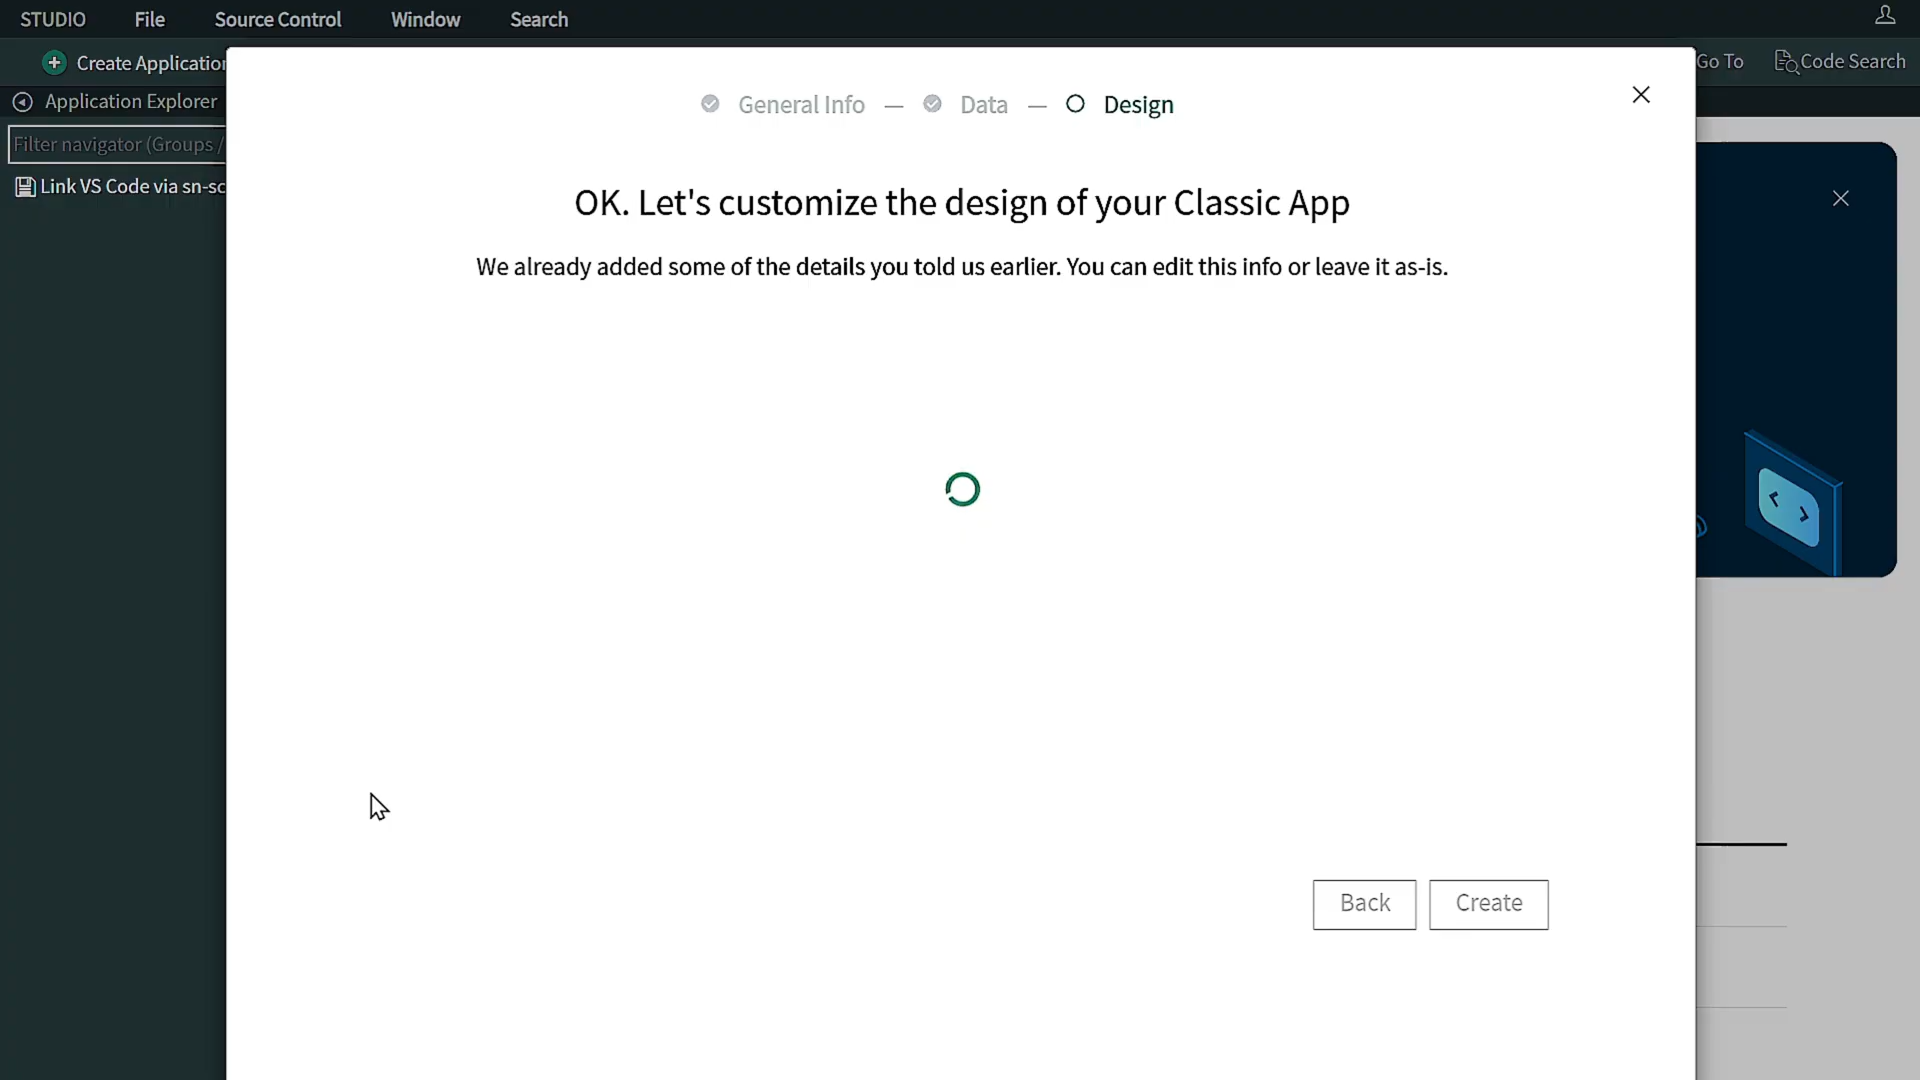 STUDIO File Source Control Window Search
Create Application
Go To Code Search
Application Explorer
General Info — Data — Design
Filter navigator (Groups /
Link VS Code via sn-sc
OK. Let's customize the design of your Classic App
We already added some of the details you told us earlier. You can edit this info or leave it as-is.
Back Create